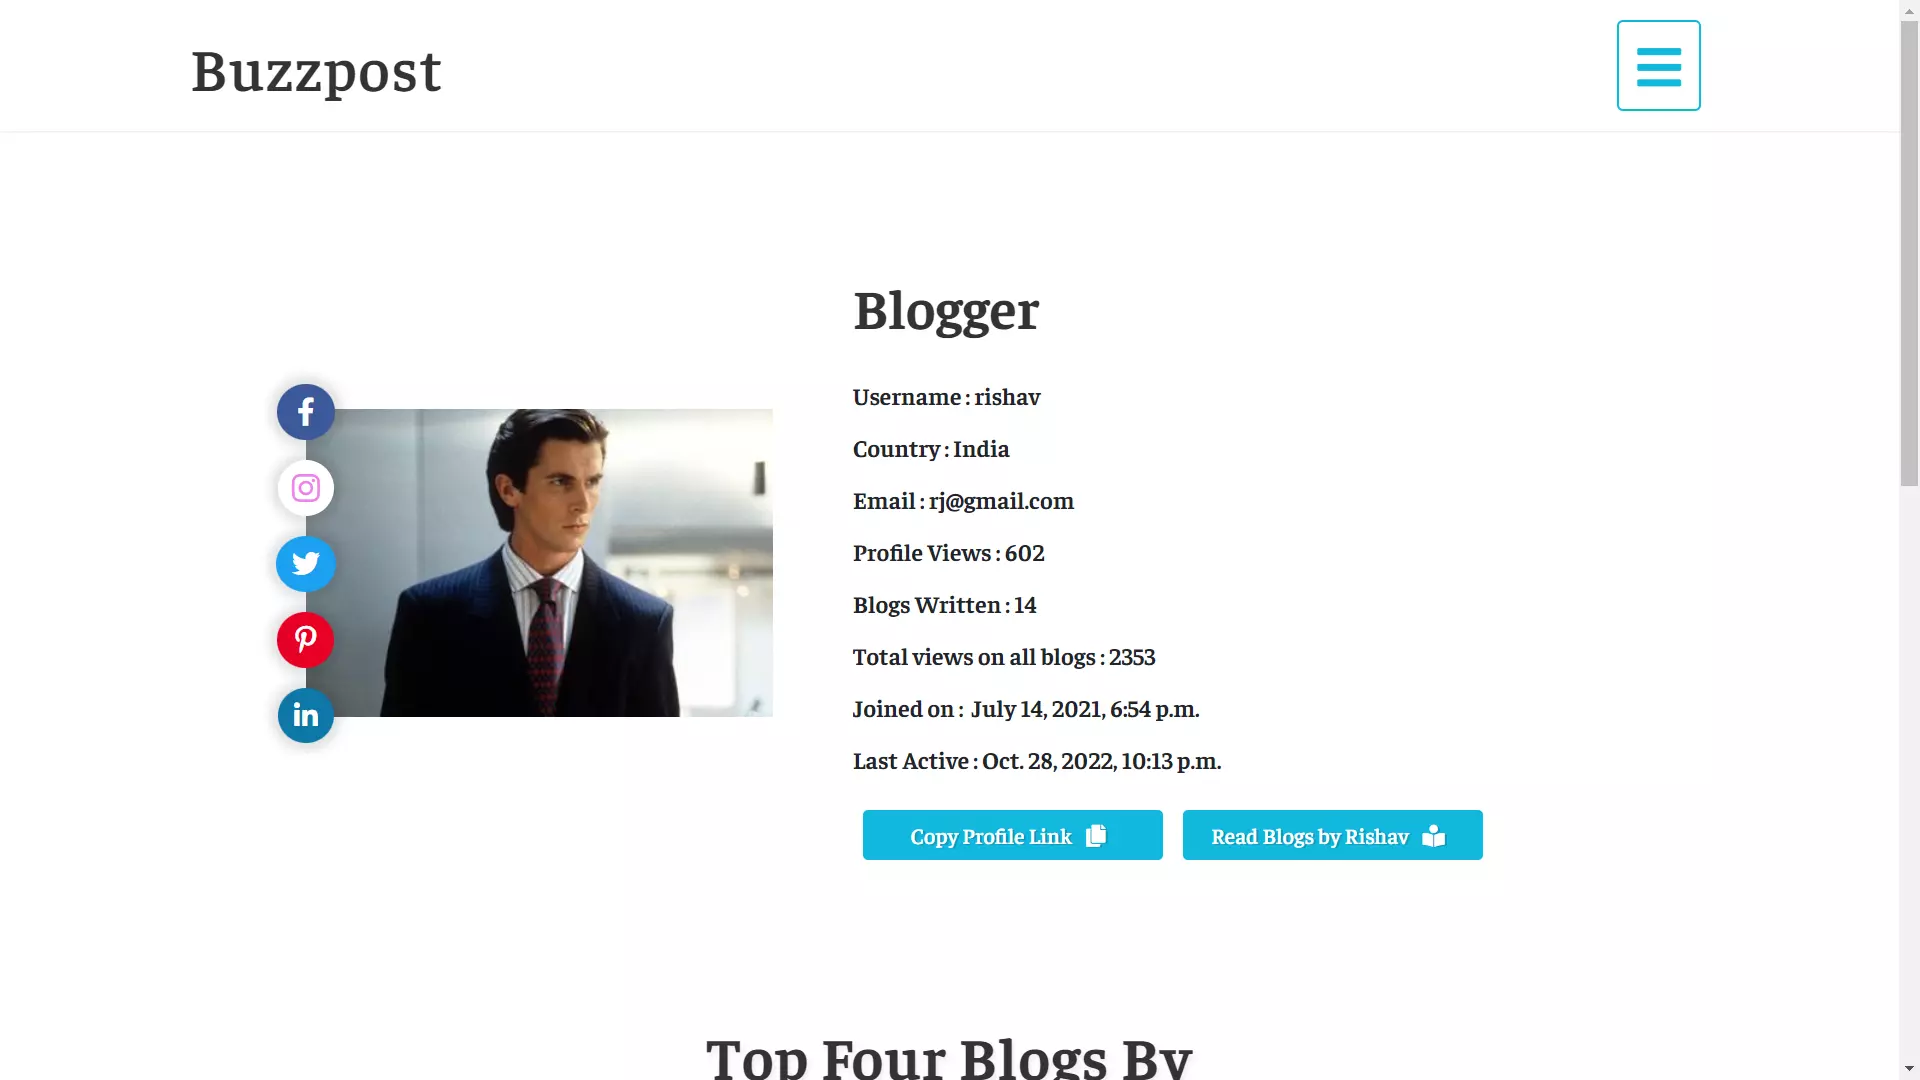 Buzzpost
Blogger
Username : rishav
Country : India
Email : rj@gmail.com
Profile Views : 602
Blogs Written : 14
Total views on all blogs : 2353
Joined on : July 14, 2021, 6:54 p.m.
Last Active : Oct. 28, 2022, 10:13 p.m.
Copy Profile Link
Read Blogs by Rishav
Top Four Blogs By